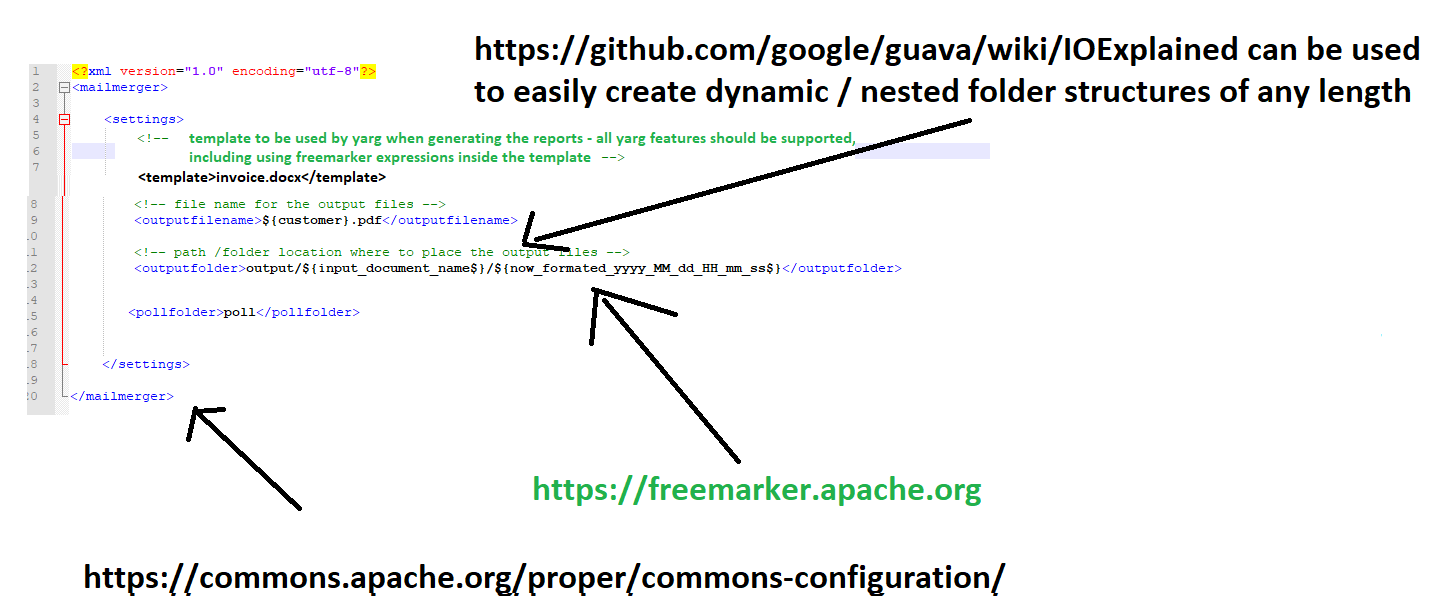 https://github.com/google/guava/wiki/IOExplained can be used
to easily create dynamic / nested folder structures of any length
1 <?xml version="1.0" encoding="utf-8"?>
2 <mailmerger>
3
4 <settings>
5 <!-- template to be used by yarg when generating the reports - all yarg features should be supported,
6 including using freemarker expressions inside the template -->
7
<template>invoice.docx</template>
8 <!-- file name for the output files -->
9 <outputfilename>${customer}.pdf</outputfilename>
.0
.1 <!-- path /folder location where to place the output files -->
.2 <outputfolder>output/${input_document_name$}/${now_formated_yyyy_MM_dd_HH_mm_ss$}</outputfolder>
.3
.4
.5 <pollfolder>poll</pollfolder>
.6
.7
.8 </settings>
.9
20 </mailmerger>
https://freemarker.apache.org
https://commons.apache.org/proper/commons-configuration/